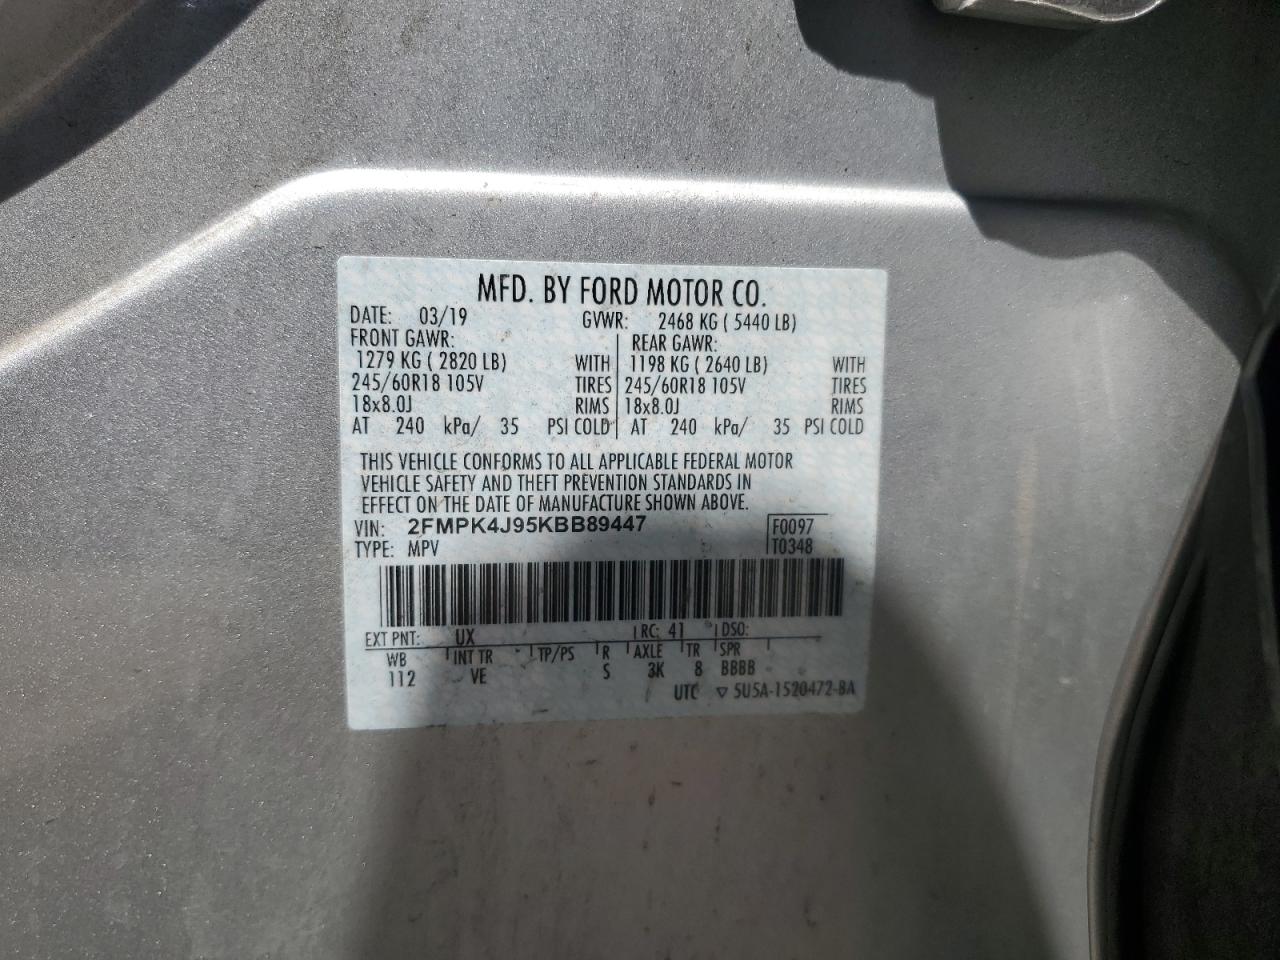 MFD. BY FORD MOTOR CO.
DATE: 03/19 GVWR: 2468 KG ( 5440 LB)
FRONT GAWR: REAR GAWR:
1279 KG ( 2820 LB) WITH 1198 KG ( 2640 LB) WITH
245/60R18 105V TIRES 245/60R18 105V TIRES
18x8.0J RIMS 18x8.0J RIMS
AT 240 kPa/ 35 PSI COLD AT 240 kPa/ 35 PSI COLD
THIS VEHICLE CONFORMS TO ALL APPLICABLE FEDERAL MOTOR
VEHICLE SAFETY AND THEFT PREVENTION STANDARDS IN
EFFECT ON THE DATE OF MANUFACTURE SHOWN ABOVE.
VIN: 2FMPK4J95KBB89447 F0097
TYPE: MPV T0348
EXT PNT: UX RC: 41 DSO:
WB INT TR TP/PS R AXLE TR SPR
112 VE S 3K 8 BBBB
UTC ▽ 5U5A-1520472-BA